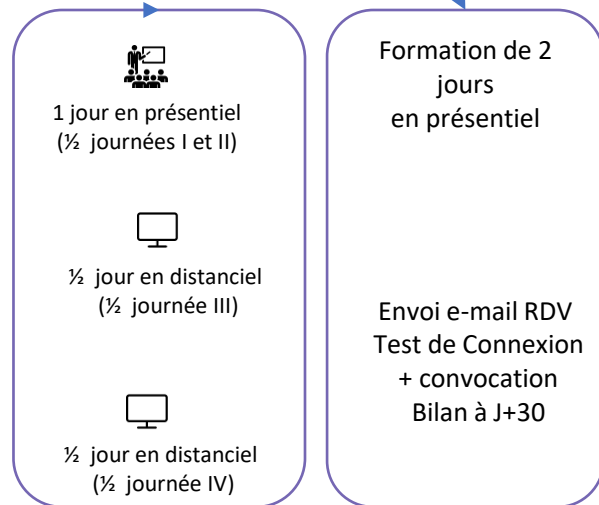 1 jour en présentiel
(½ journées I et II)
½ jour en distanciel
(½ journée III)
½ jour en distanciel
(½ journée IV)
Formation de 2
jours
en présentiel
Envoi e-mail RDV
Test de Connexion
+ convocation
Bilan à J+30